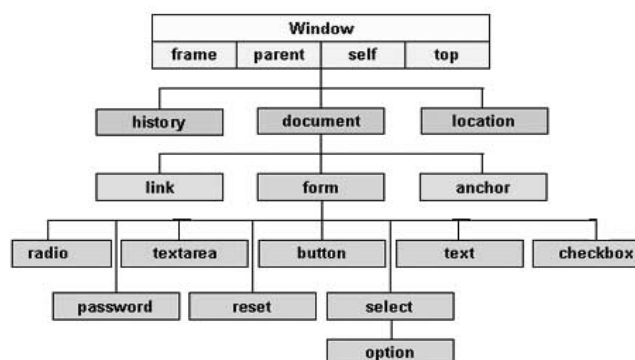 Window
frame parent self top
history document location
link form anchor
radio textarea button text checkbox
password reset select
option